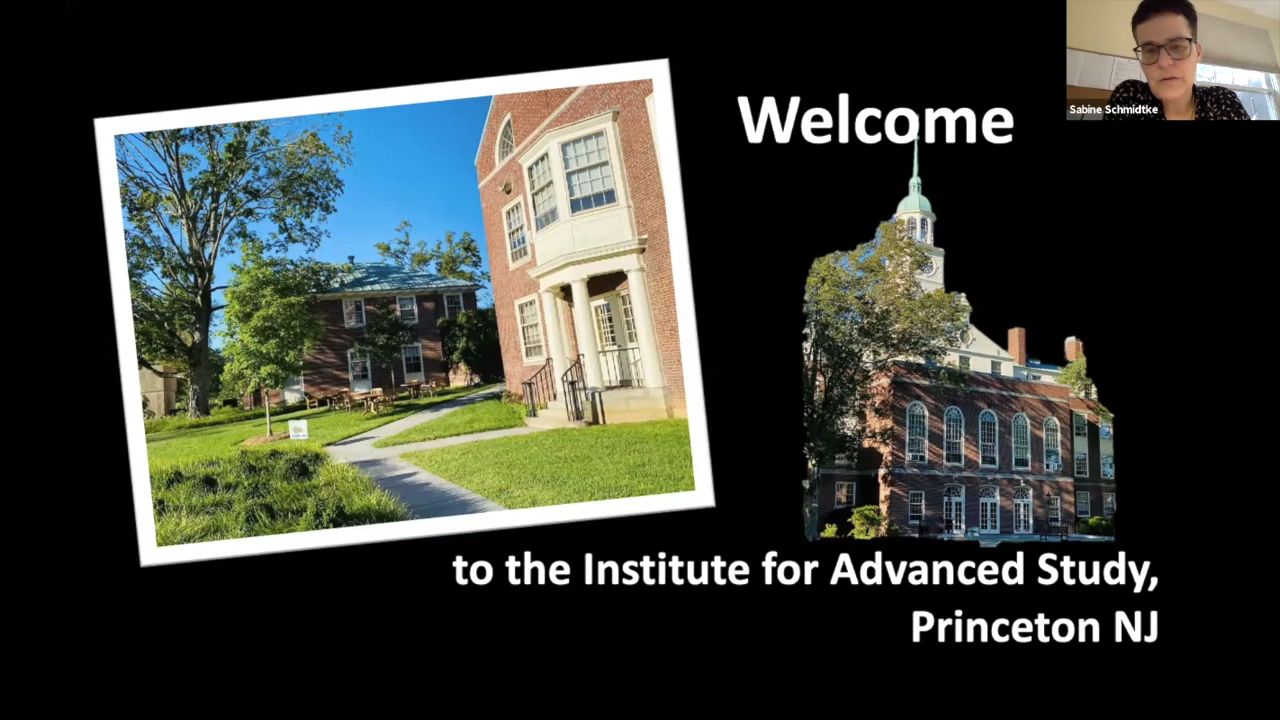 Sabine Schmidtke
Welcome
to the Institute for Advanced Study,
Princeton NJ